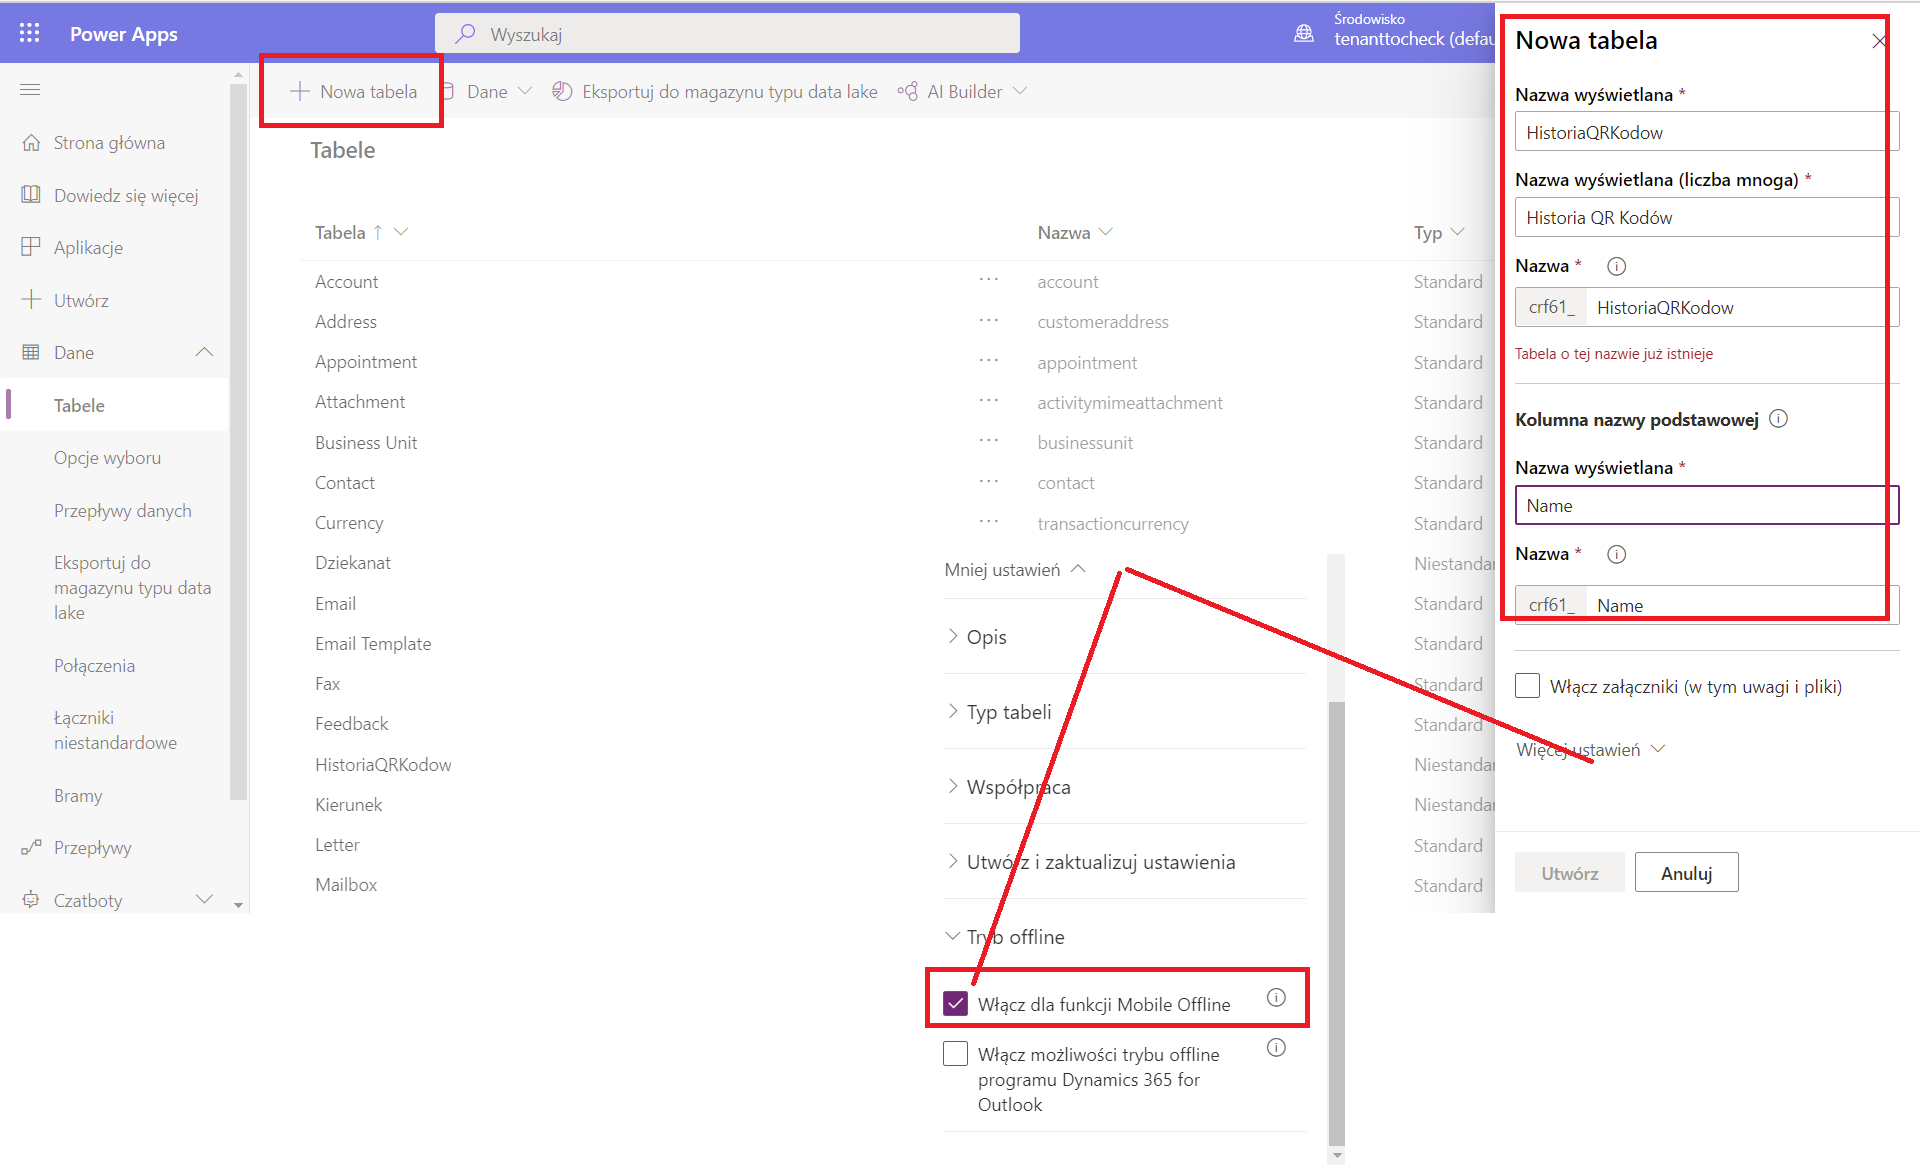 Power Apps
Wyszukaj
Środowisko
tenanttocheck (defau
Nowa tabela
Dane
Eksportuj do magazynu typu data lake
AI Builder
Strona główna
Dowiedz się więcej
Aplikacje
Utwórz
Dane
Tabele
Opcje wyboru
Przepływy danych
Eksportuj do
magazynu typu data
lake
Połączenia
Łączniki
niestandardowe
Bramy
Przepływy
Czatboty
Tabele
Tabela ↑ Nazwa Typ
Account ... account Standard
Address ... customeraddress Standard
Appointment ... appointment Standard
Attachment ... activitymimeattachment Standard
Business Unit ... businessunit Standard
Contact ... contact Standard
Currency ... transactioncurrency Standard
Dziekanat Niestandar
Email Standard
Email Template Standard
Fax Standard
Feedback Standard
HistoriaQRKodow Niestandar
Kierunek Niestandar
Letter Standard
Mailbox Standard
Mniej ustawień
Opis
Typ tabeli
Współpraca
Utwórz i zaktualizuj ustawienia
Tryb offline
Włącz dla funkcji Mobile Offline
Włącz możliwości trybu offline
programu Dynamics 365 for
Outlook
Nowa tabela
Nazwa wyświetlana *
HistoriaQRKodow
Nazwa wyświetlana (liczba mnoga) *
Historia QR Kodów
Nazwa *
crf61_ HistoriaQRKodow
Tabela o tej nazwie już istnieje
Kolumna nazwy podstawowej
Nazwa wyświetlana *
Name
Nazwa *
crf61_ Name
Włącz załączniki (w tym uwagi i pliki)
Więcej ustawień
Utwórz
Anuluj